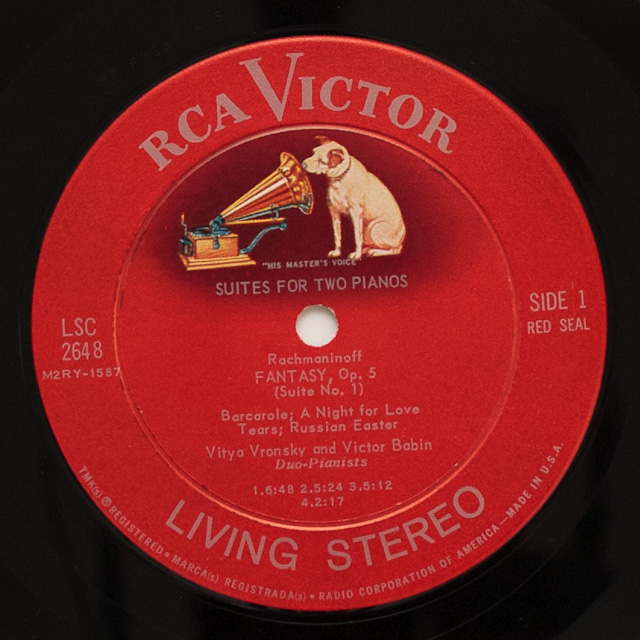 RCA VICTOR
"HIS MASTER'S VOICE"
SUITES FOR TWO PIANOS
LSC
2648
M2RY-1587
SIDE 1
RED SEAL
Rachmaninoff
FANTASY, Op. 5
(Suite No. 1)
Barcarole; A Night for Love
Tears; Russian Easter
Vitya Vronsky and Victor Babin
Duo-Pianists
1.6:48 2.5:24 3.5:12
4.2:17
LIVING STEREO
TMK(s) ® REGISTERED • MARCA(s) REGISTRADA(s) • RADIO CORPORATION OF AMERICA—MADE IN U.S.A.